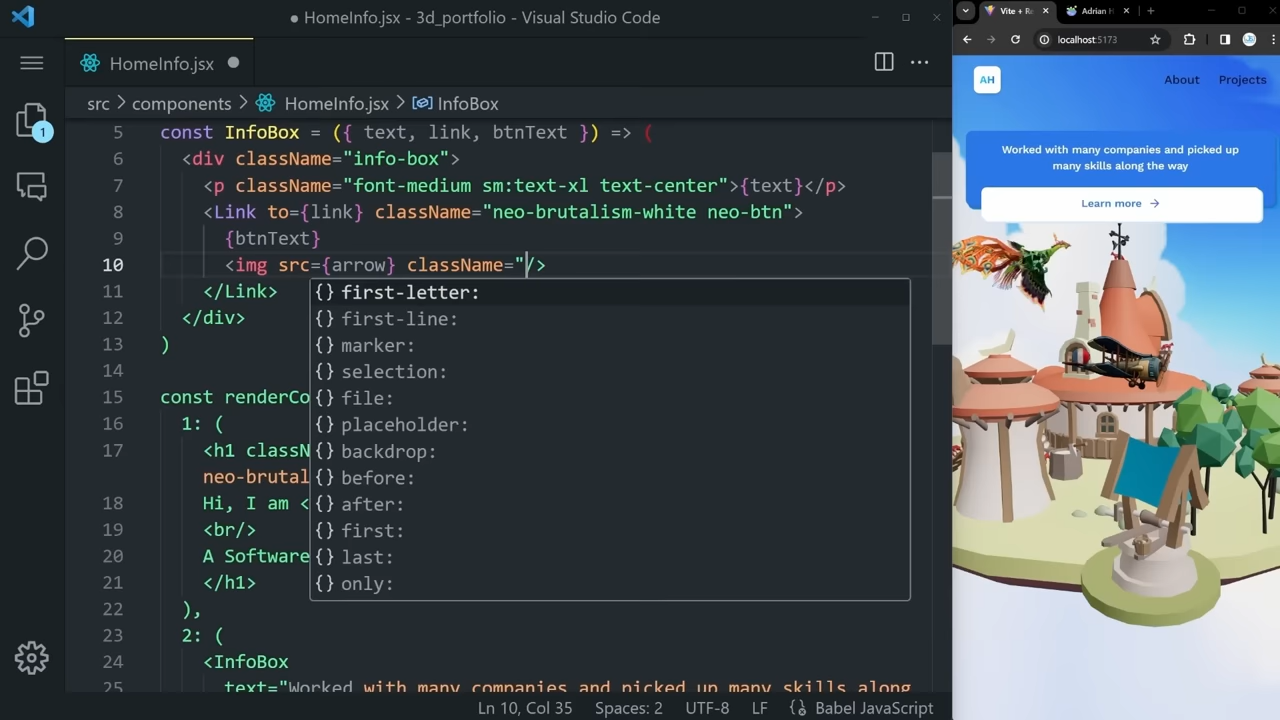 ● HomeInfo.jsx - 3d_portfolio - Visual Studio Code
HomeInfo.jsx
src > components > HomeInfo.jsx > InfoBox
1
5 const InfoBox = ({ text, link, btnText }) => (
6 <div className="info-box">
7 <p className="font-medium sm:text-xl text-center">{text}</p>
8 <Link to={link} className="neo-brutalism-white neo-btn">
9 {btnText}
10 <img src={arrow} className="/>
11 </Link>
12 </div>
13 )
14
15 const renderCo
16 1: (
17 <h1 classN
neo-brutal
18 Hi, I am <
19 <br/>
20 A Software
21 </h1>
22 ),
23 2: (
24 <InfoBox
25 text="Worked with many companies and picked up many skills along
{} first-letter:
{} first-line:
{} marker:
{} selection:
{} file:
{} placeholder:
{} backdrop:
{} before:
{} after:
{} first:
{} last:
{} only:
Ln 10, Col 35 Spaces: 2 UTF-8 LF {} Babel JavaScript
Vite + Re
Adrian H
localhost:5173
AH
About Projects
Worked with many companies and picked up
many skills along the way
Learn more →